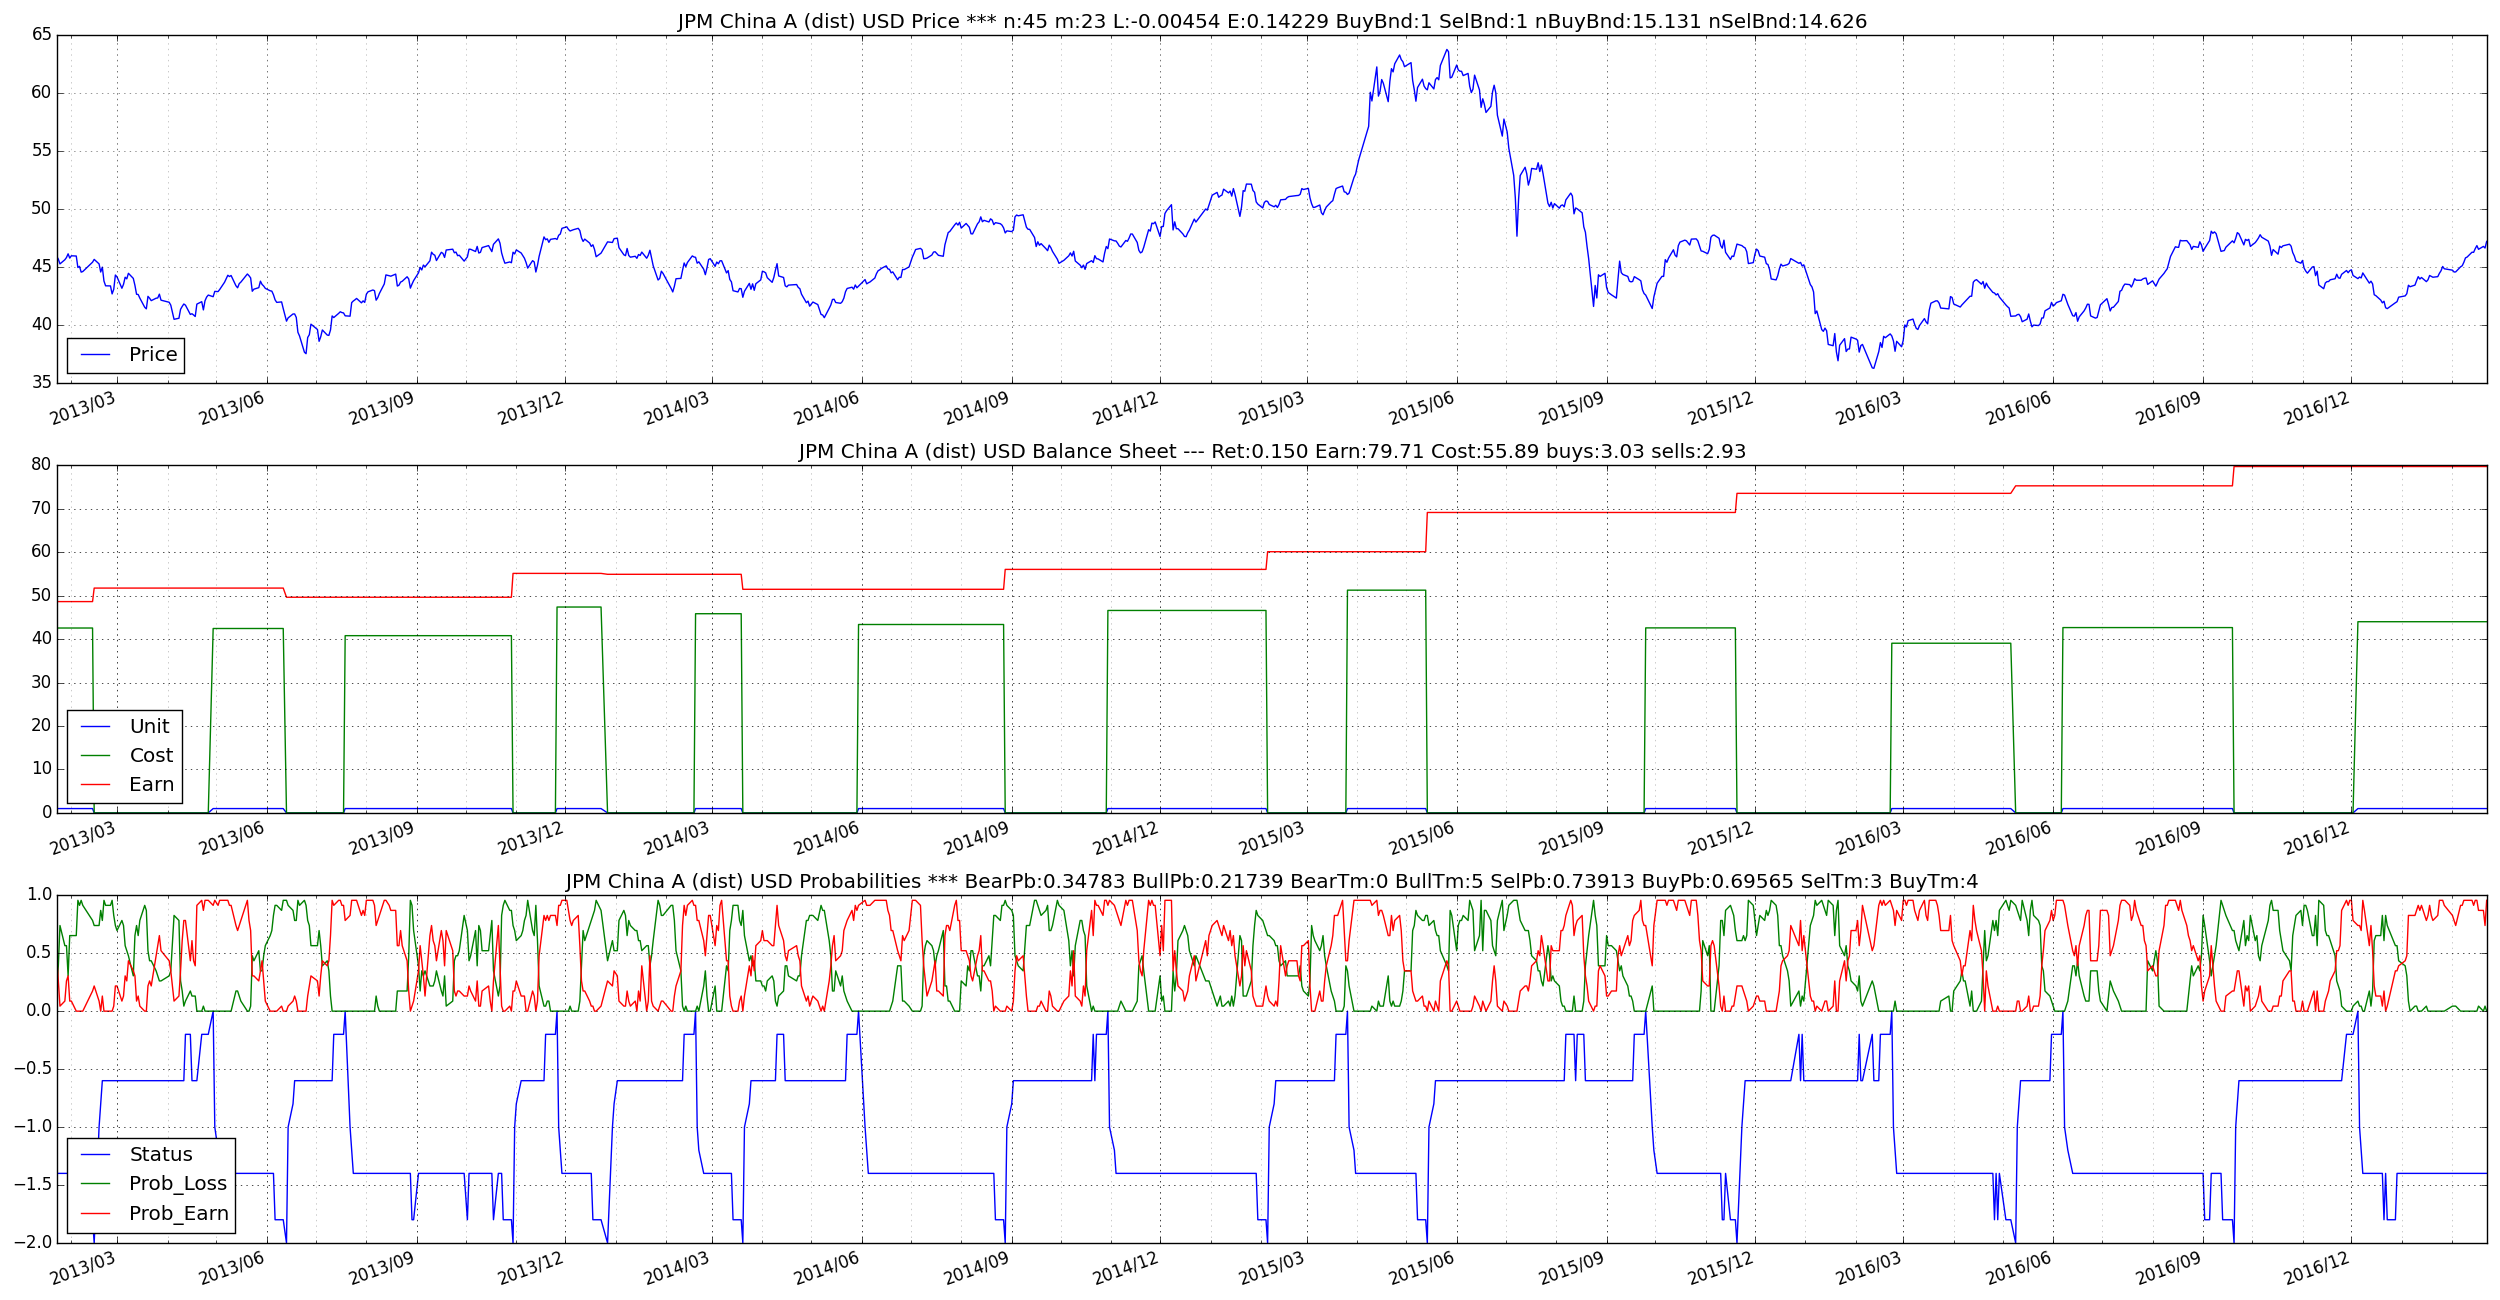 JPM China A (dist) USD Price *** n:45 m:23 L:-0.00454 E:0.14229 BuyBnd:1 SelBnd:1 nBuyBnd:15.131 nSelBnd:14.626
65
60
55
50
45
40
35
Price
2013/03 2013/06 2013/09 2013/12 2014/03 2014/06 2014/09 2014/12 2015/03 2015/06 2015/09 2015/12 2016/03 2016/06 2016/09 2016/12
JPM China A (dist) USD Balance Sheet --- Ret:0.150 Earn:79.71 Cost:55.89 buys:3.03 sells:2.93
80
70
60
50
40
30
20
10
0
Unit
Cost
Earn
2013/03 2013/06 2013/09 2013/12 2014/03 2014/06 2014/09 2014/12 2015/03 2015/06 2015/09 2015/12 2016/03 2016/06 2016/09 2016/12
JPM China A (dist) USD Probabilities *** BearPb:0.34783 BullPb:0.21739 BearTm:0 BullTm:5 SelPb:0.73913 BuyPb:0.69565 SelTm:3 BuyTm:4
1.0
0.5
0.0
−0.5
−1.0
−1.5
−2.0
Status
Prob_Loss
Prob_Earn
2013/03 2013/06 2013/09 2013/12 2014/03 2014/06 2014/09 2014/12 2015/03 2015/06 2015/09 2015/12 2016/03 2016/06 2016/09 2016/12